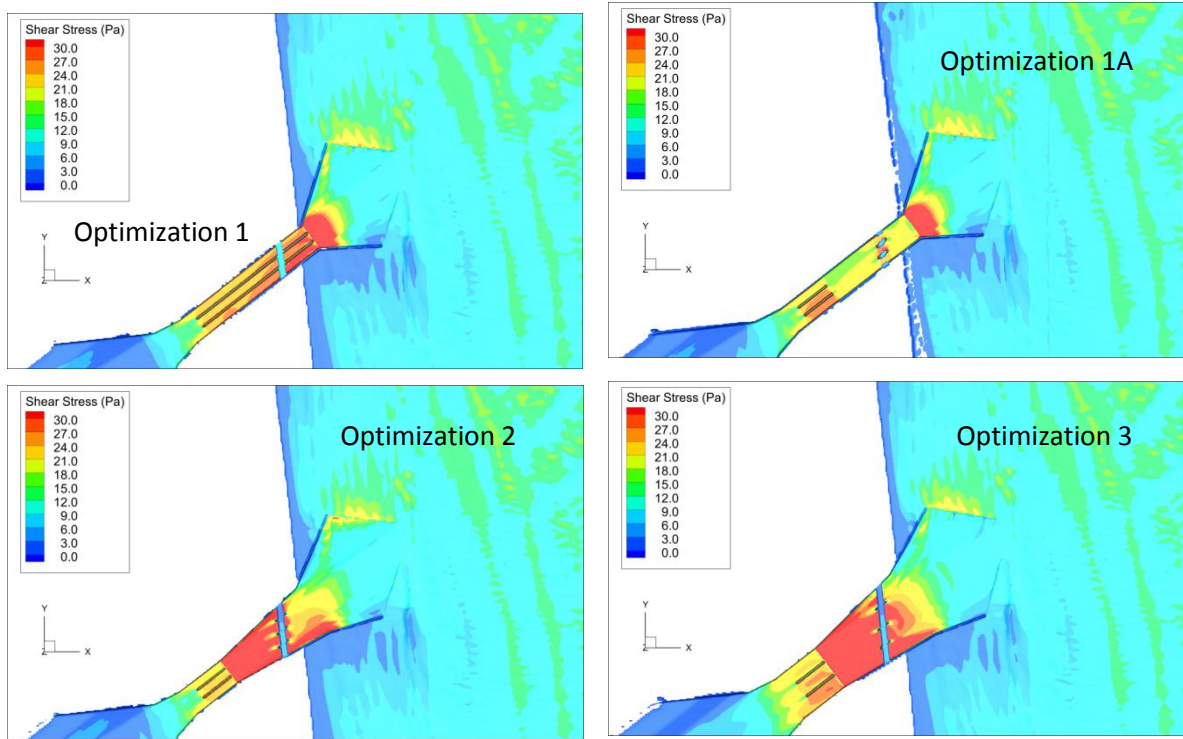 Shear Stress (Pa)
30.0
27.0
24.0
21.0
18.0
15.0
12.0
9.0
6.0
3.0
0.0
Optimization 1
Y
Z
X
Shear Stress (Pa)
30.0
27.0
24.0
21.0
18.0
15.0
12.0
9.0
6.0
3.0
0.0
Optimization 1A
Y
Z
X
Shear Stress (Pa)
30.0
27.0
24.0
21.0
18.0
15.0
12.0
9.0
6.0
3.0
0.0
Optimization 2
Y
Z
X
Shear Stress (Pa)
30.0
27.0
24.0
21.0
18.0
15.0
12.0
9.0
6.0
3.0
0.0
Optimization 3
Y
Z
X